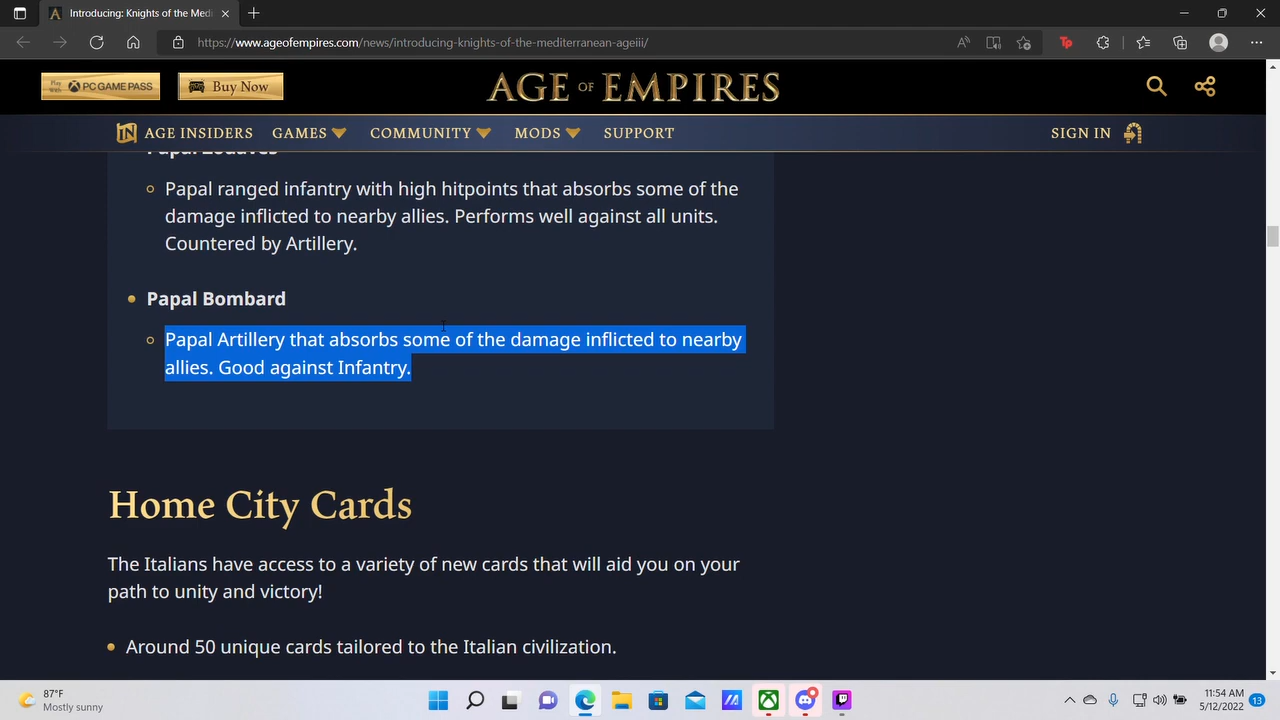 Introducing: Knights of the Medi
https://www.ageofempires.com/news/introducing-knights-of-the-mediterranean-ageiii/
Play with PC GAME PASS
Buy Now
AGE OF EMPIRES
AGE INSIDERS
GAMES
COMMUNITY
MODS
SUPPORT
SIGN IN
Papal Zouaves
Papal ranged infantry with high hitpoints that absorbs some of the
damage inflicted to nearby allies. Performs well against all units.
Countered by Artillery.
Papal Bombard
Papal Artillery that absorbs some of the damage inflicted to nearby
allies. Good against Infantry.
Home City Cards
The Italians have access to a variety of new cards that will aid you on your
path to unity and victory!
Around 50 unique cards tailored to the Italian civilization.
87°F
Mostly sunny
11:54 AM
5/12/2022
13